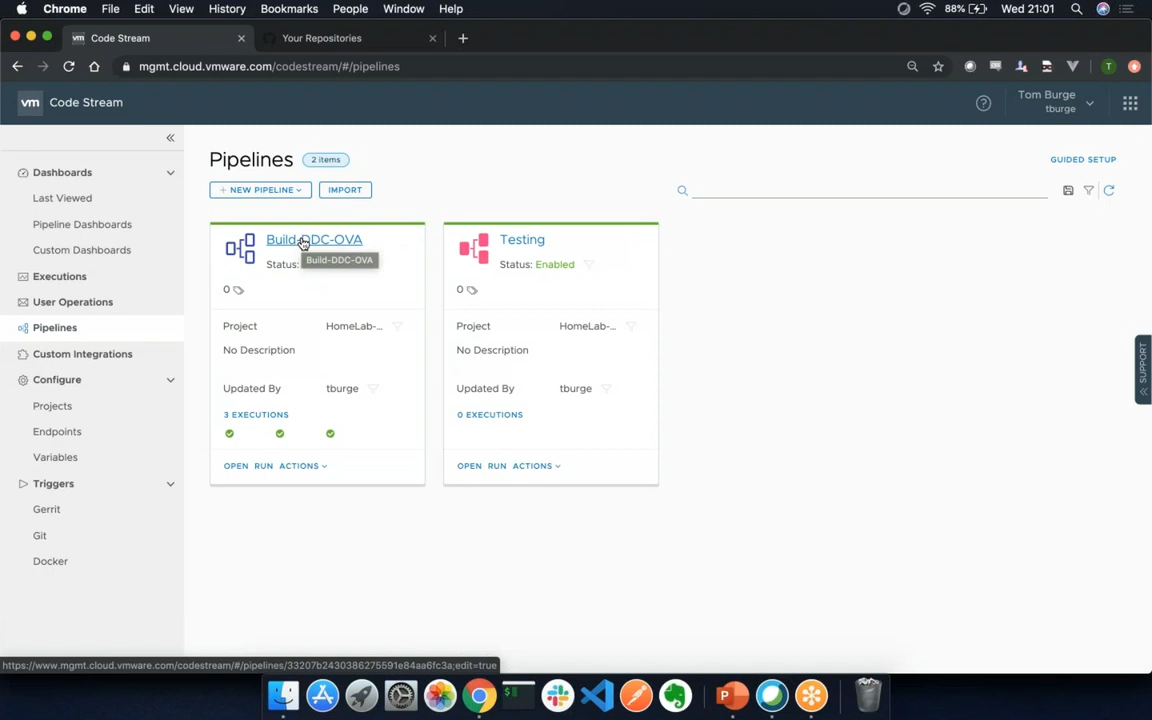 Chrome File Edit View History Bookmarks People Window Help 88% Wed 21:01
vm Code Stream Your Repositories
mgmt.cloud.vmware.com/codestream/#/pipelines T
vm Code Stream Tom Burge
tburge
Dashboards
Last Viewed
Pipeline Dashboards
Custom Dashboards
Executions
User Operations
Pipelines
Custom Integrations
Configure
Projects
Endpoints
Variables
Triggers
Gerrit
Git
Docker
Pipelines 2 items GUIDED SETUP
+ NEW PIPELINE IMPORT
Build-DDC-OVA
Status:
Build-DDC-OVA
0
Project HomeLab-...
No Description
Updated By tburge
3 EXECUTIONS
OPEN RUN ACTIONS
Testing
Status: Enabled
0
Project HomeLab-...
No Description
Updated By tburge
0 EXECUTIONS
OPEN RUN ACTIONS
SUPPORT
https://www.mgmt.cloud.vmware.com/codestream/#/pipelines/33207b2430386275591e84aa6fc3a;edit=true